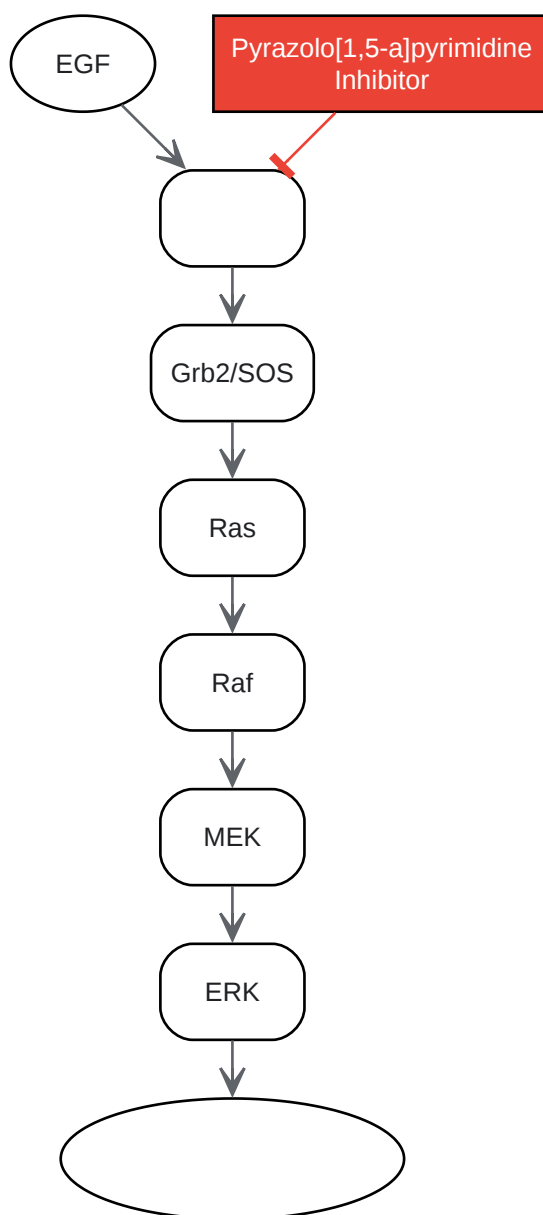 EGF
Pyrazolo[1,5-a]pyrimidine
Inhibitor
Grb2/SOS
Ras
Raf
MEK
ERK